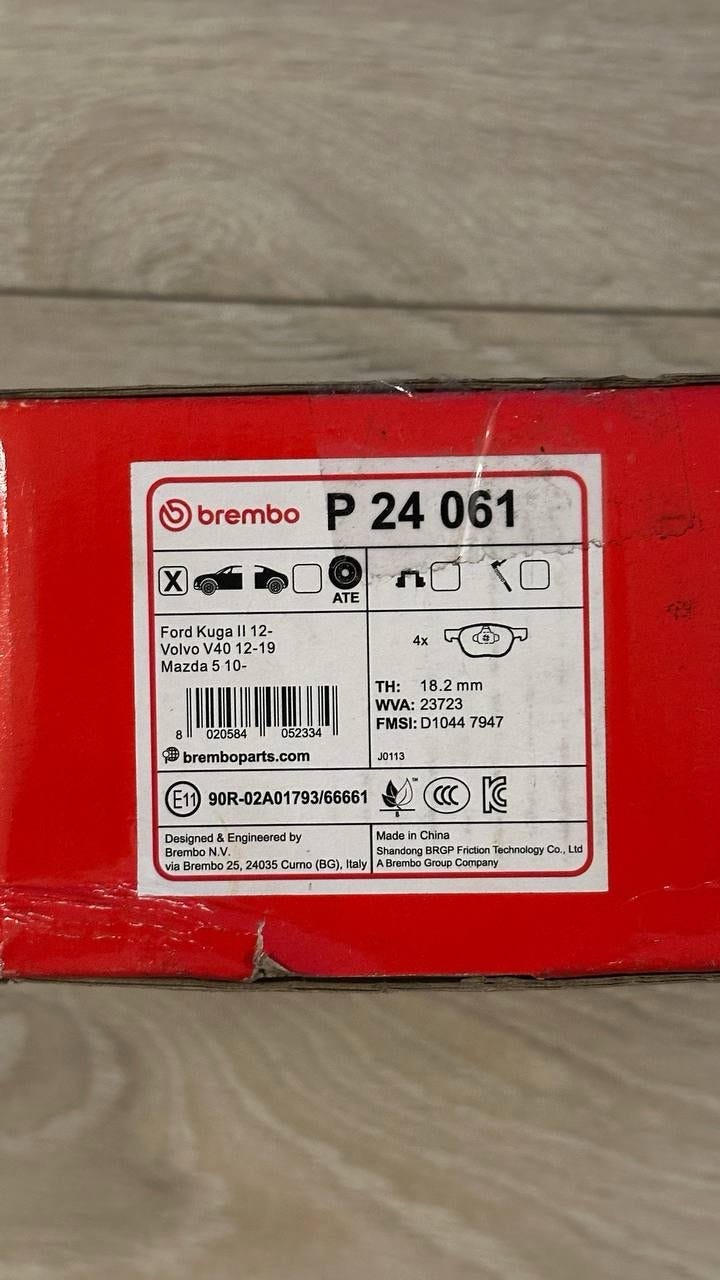 brembo P 24 061
X
ATE
Ford Kuga II 12-
Volvo V40 12-19
Mazda 5 10-
8 020584 052334
bremboparts.com
4x
TH: 18.2 mm
WVA: 23723
FMSI: D1044 7947
J0113
E11 90R-02A01793/66661
TM
CCC
KC
Designed & Engineered by
Brembo N.V.
via Brembo 25, 24035 Curno (BG), Italy
Made in China
Shandong BRGP Friction Technology Co., Ltd
A Brembo Group Company